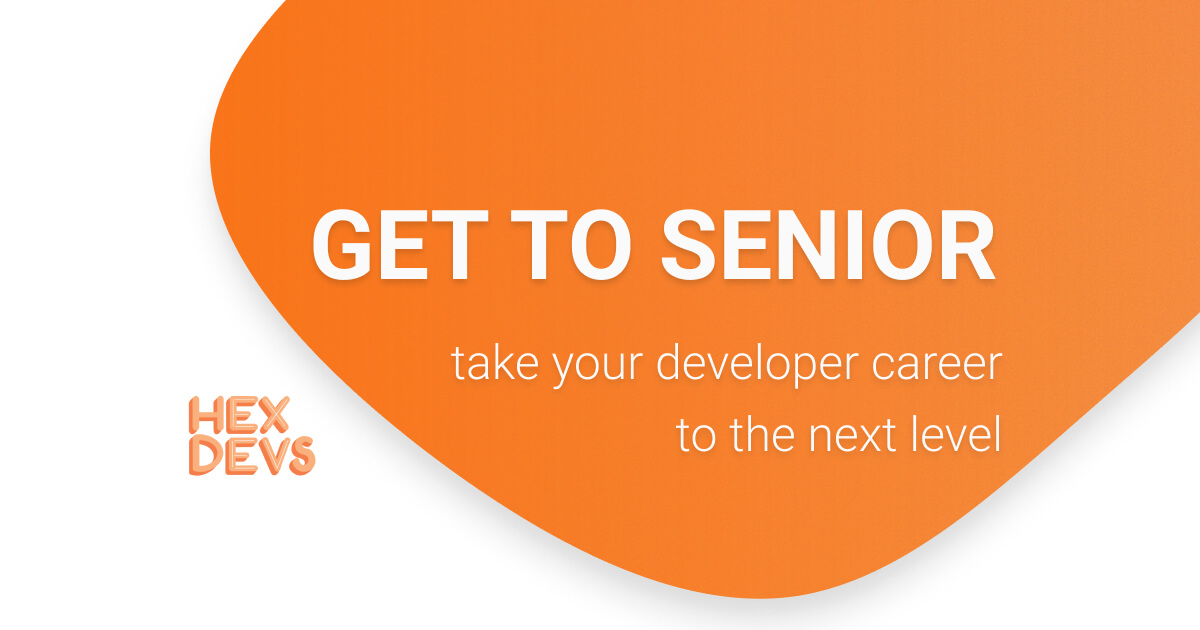 GET TO SENIOR
take your developer career
to the next level
HEX
DEVS